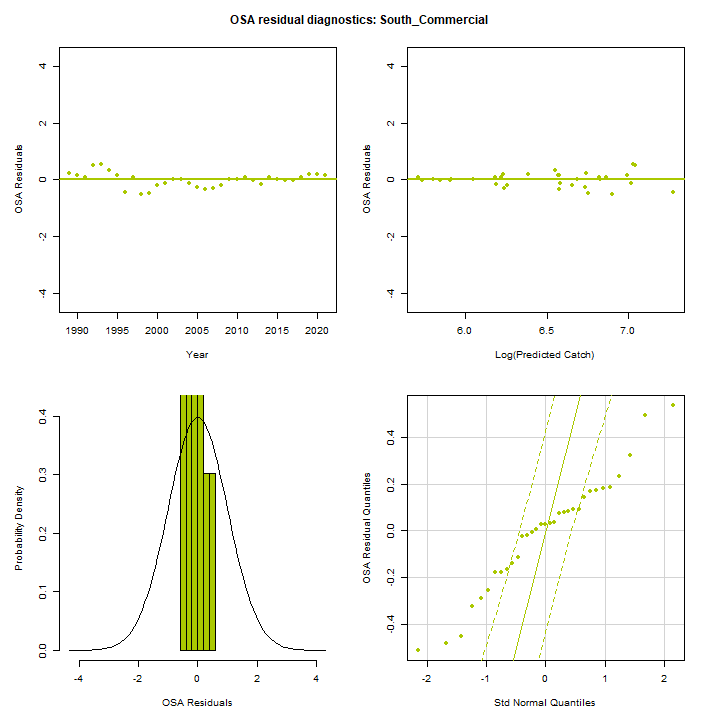 OSA residual diagnostics: South_Commercial
OSA Residuals
4
2
0
-2
-4
1990 1995 2000 2005 2010 2015 2020
Year
OSA Residuals
4
2
0
-2
-4
6.0 6.5 7.0
Log(Predicted Catch)
Probability Density
0.4
0.3
0.2
0.1
0.0
-4 -2 0 2 4
OSA Residuals
OSA Residual Quantiles
0.4
0.2
0.0
-0.2
-0.4
-2 -1 0 1 2
Std Normal Quantiles